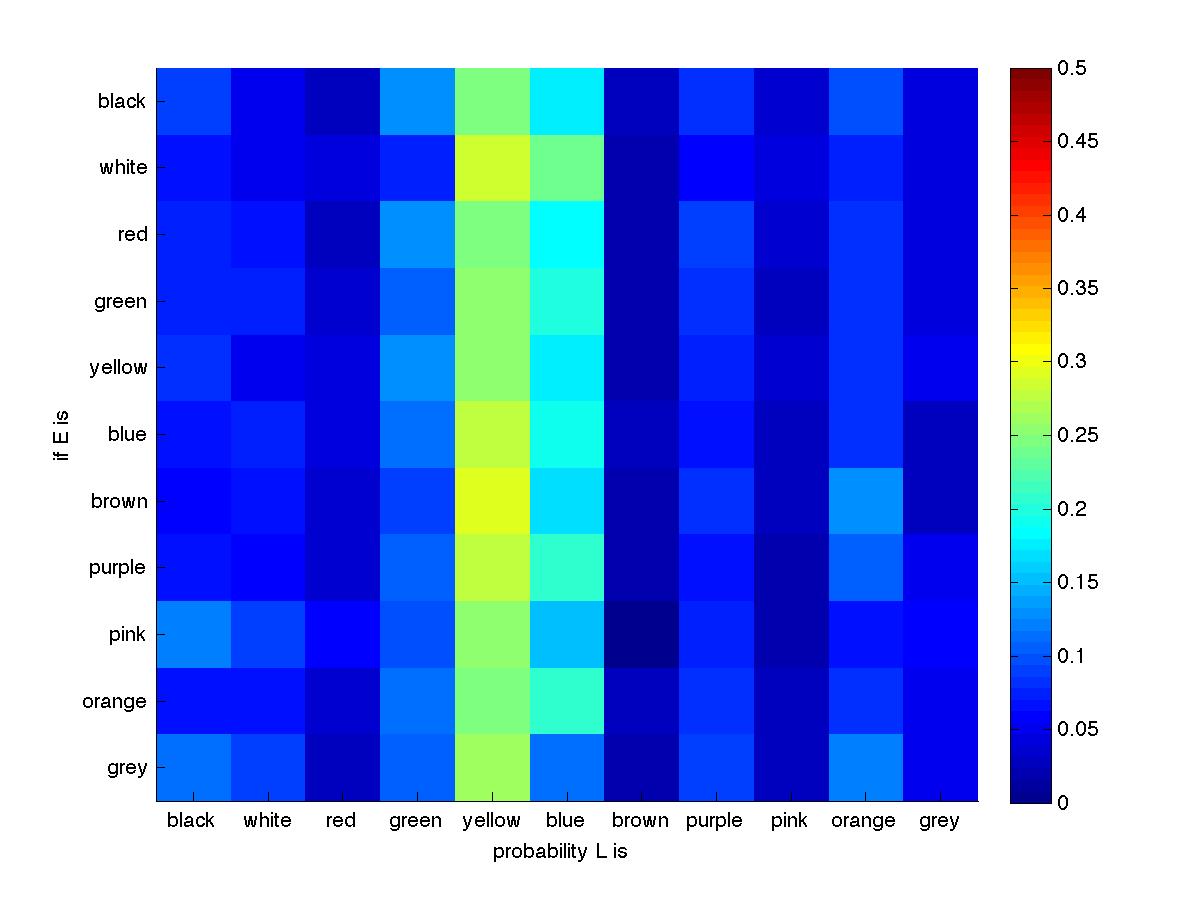 black
white
red
green
yellow
blue
brown
purple
pink
orange
grey
if E is
black white red green yellow blue brown purple pink orange grey
probability L is
0.5
0.45
0.4
0.35
0.3
0.25
0.2
0.15
0.1
0.05
0